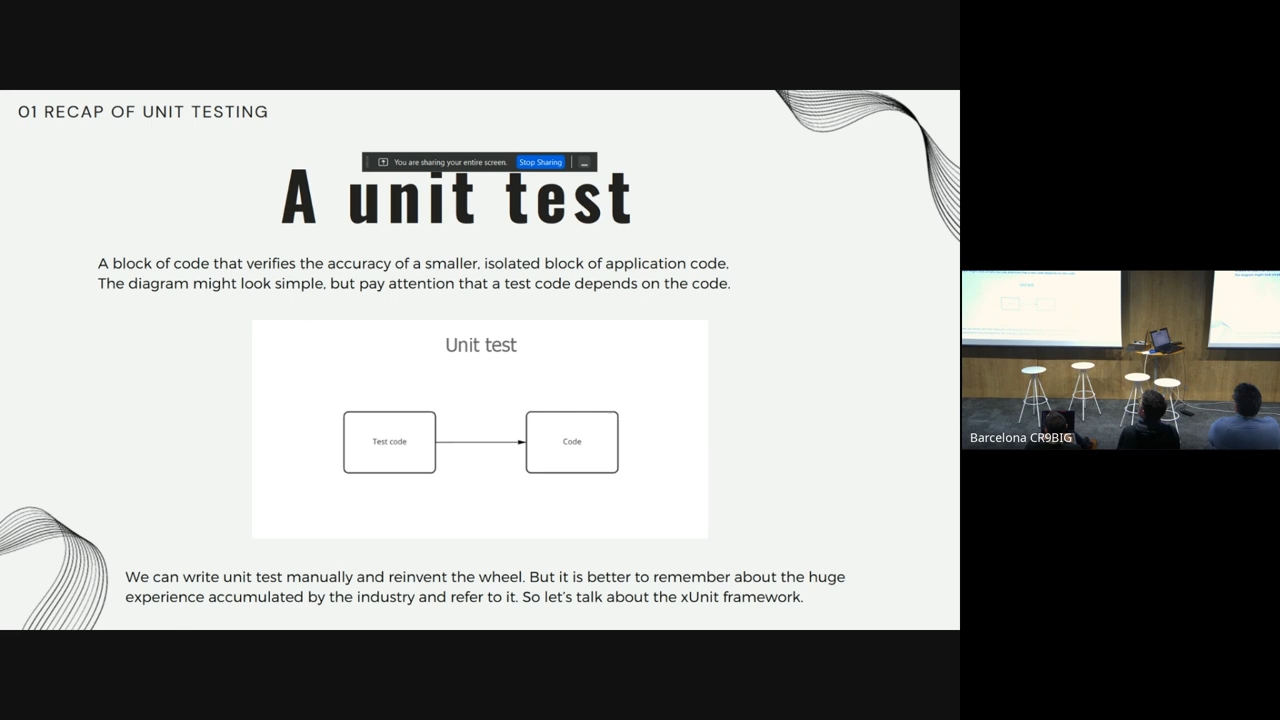 01 RECAP OF UNIT TESTING
You are sharing your entire screen. Stop Sharing
A unit test
A block of code that verifies the accuracy of a smaller, isolated block of application code.
The diagram might look simple, but pay attention that a test code depends on the code.
Unit test
Test code
Code
We can write unit test manually and reinvent the wheel. But it is better to remember about the huge
experience accumulated by the industry and refer to it. So let's talk about the xUnit framework.
Barcelona CR9BIG